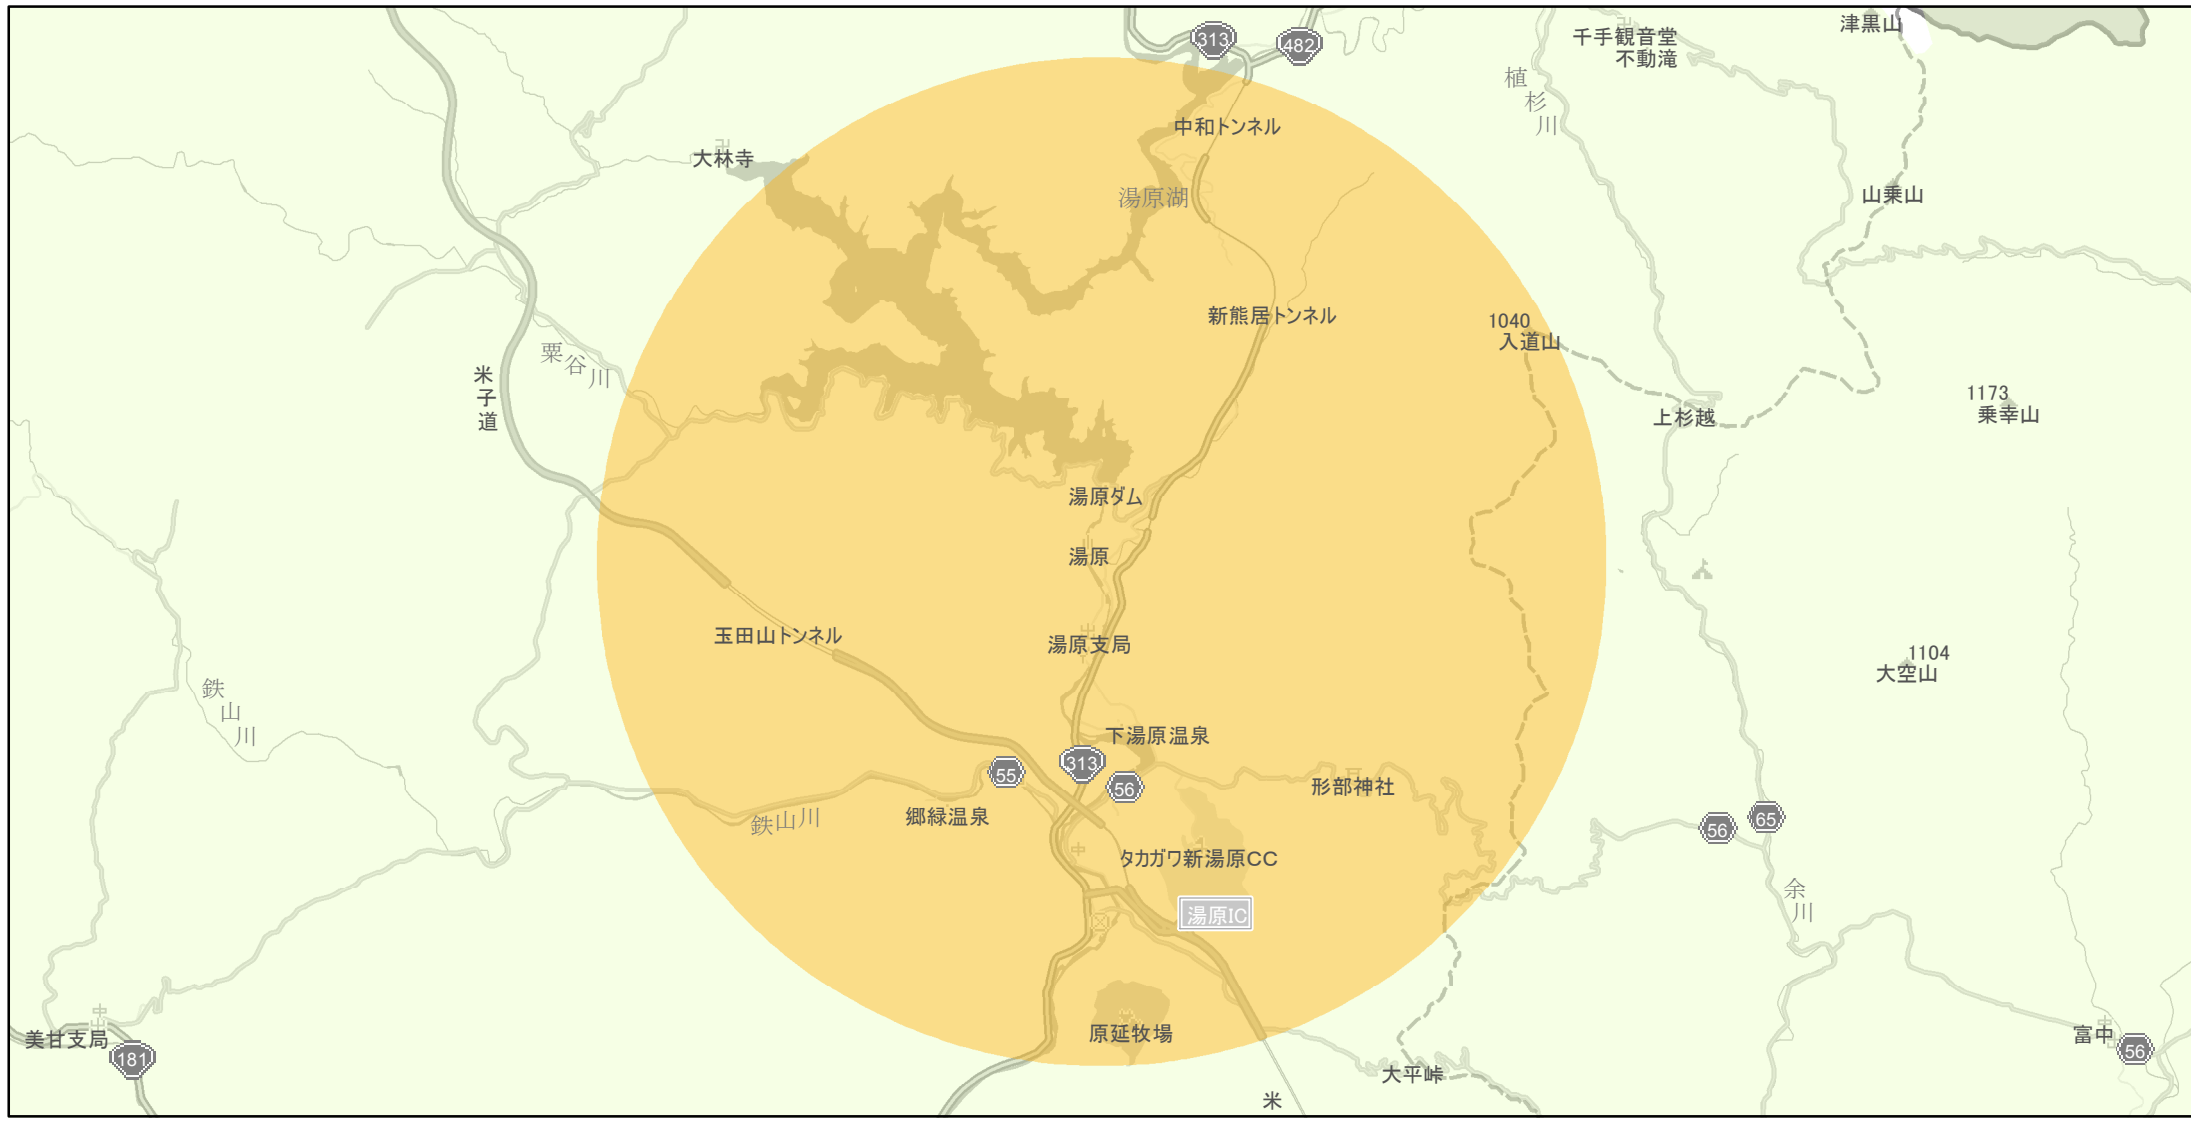 313
482
千手観音堂
不動滝
津黒山
植杉川
中和トンネル
大林寺
湯原湖
山乗山
新熊居トンネル
1040
入道山
粟谷川
米子道
1173
乗幸山
上杉越
湯原ダム
湯原
玉田山トンネル
湯原支局
1104
大空山
鉄山川
下湯原温泉
313
55
56
形部神社
郷緑温泉
鉄山川
56
65
タカガワ新湯原CC
余川
湯原IC
原延牧場
美甘支局
181
富中
56
大平峠
米